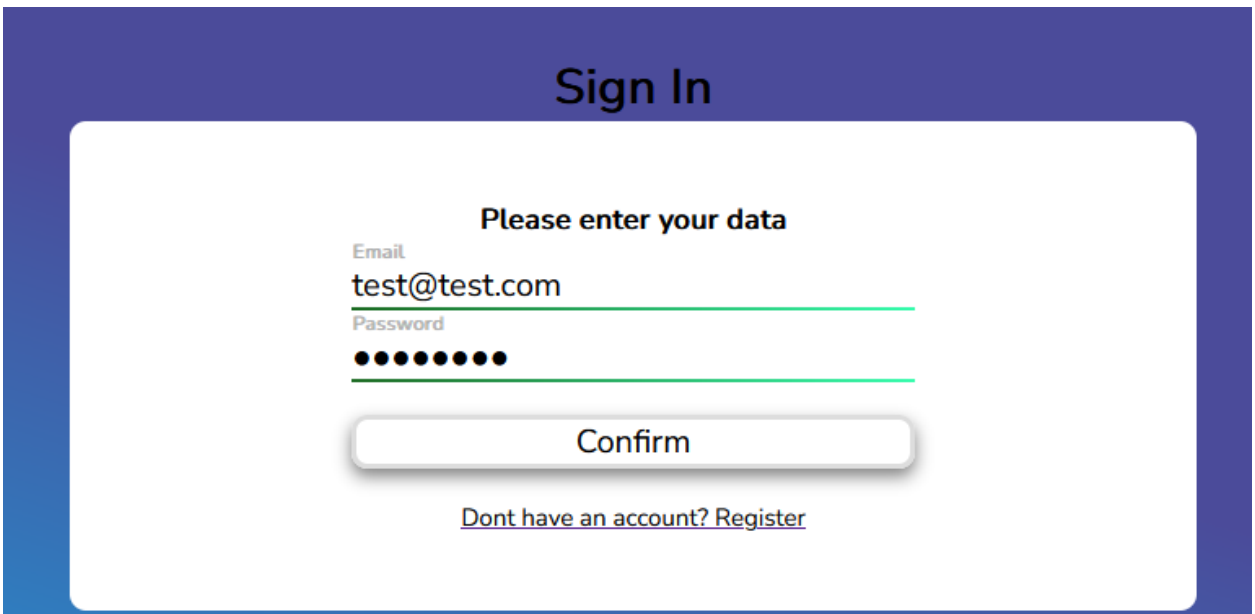 Sign In
Please enter your data
Email
test@test.com
Password
●●●●●●●●
Confirm
Dont have an account? Register